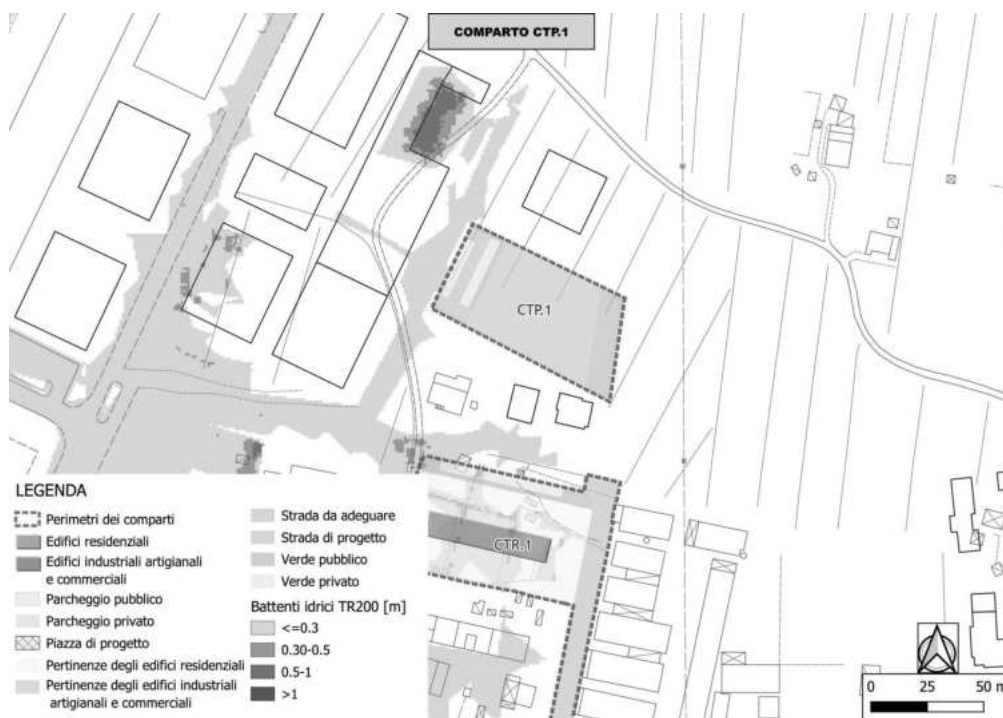 COMPARTO CTP.1
CTP.1
CTR.1
LEGENDA
Perimetri dei comparti
Edifici residenziali
Edifici industriali artigianali
e commerciali
Parcheggio pubblico
Parcheggio privato
Piazza di progetto
Pertinenze degli edifici residenziali
Pertinenze degli edifici industriali
artigianali e commerciali
Strada da adeguare
Strada di progetto
Verde pubblico
Verde privato
Battenti idrici TR200 [m]
<=0.3
0.30-0.5
0.5-1
>1
0 25 50 m